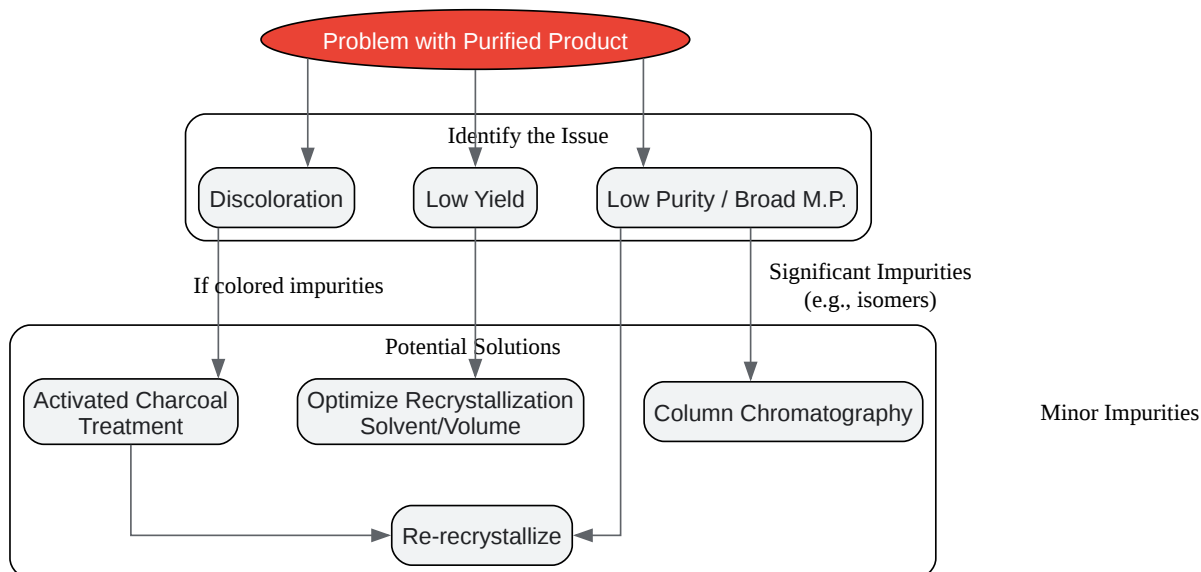 Problem with Purified Product
Identify the Issue
Discoloration
Low Yield
Low Purity / Broad M.P.
If colored impurities
Significant Impurities
(e.g., isomers)
Potential Solutions
Activated Charcoal
Treatment
Optimize Recrystallization
Solvent/Volume
Column Chromatography
Minor Impurities
Re-recrystallize